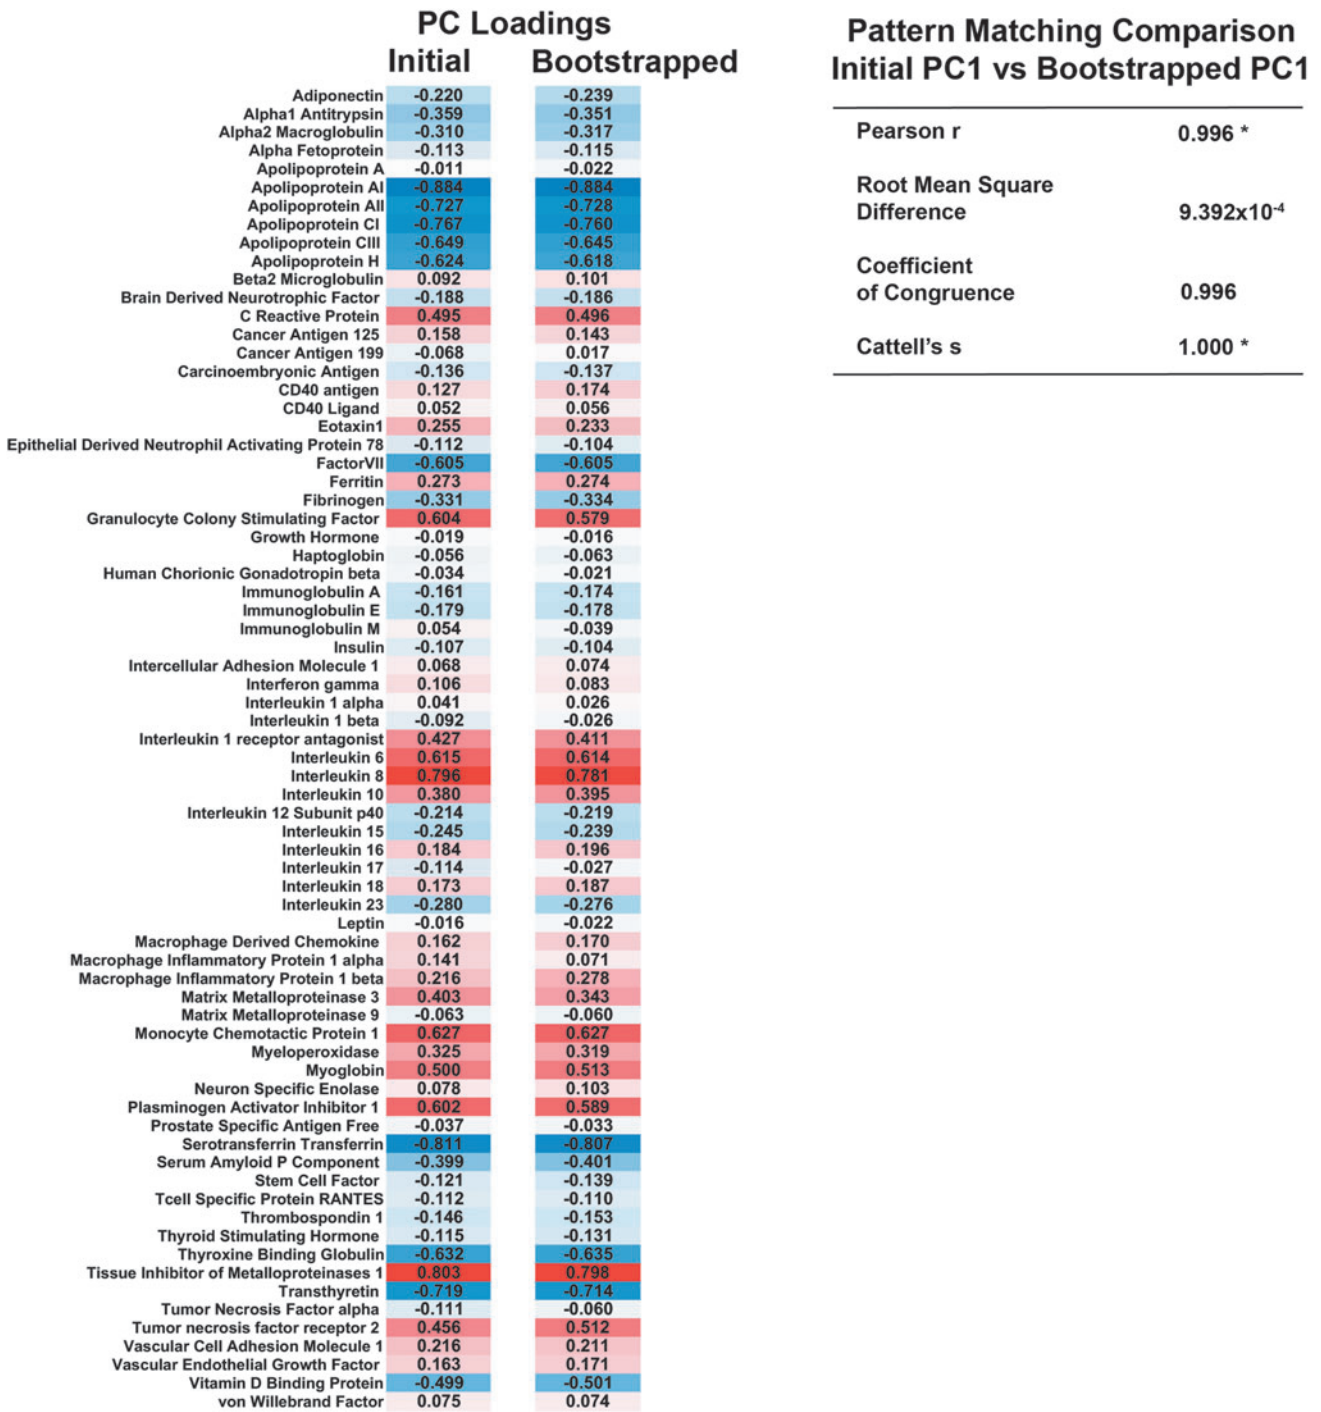 PC Loadings
Initial Bootstrapped
Adiponectin -0.220 -0.239
Alpha1 Antitrypsin -0.359 -0.351
Alpha2 Macroglobulin -0.310 -0.317
Alpha Fetoprotein -0.113 -0.115
Apolipoprotein A -0.011 -0.022
Apolipoprotein AI -0.884 -0.884
Apolipoprotein AII -0.727 -0.728
Apolipoprotein CI -0.767 -0.760
Apolipoprotein CIII -0.649 -0.645
Apolipoprotein H -0.624 -0.618
Beta2 Microglobulin 0.092 0.101
Brain Derived Neurotrophic Factor -0.188 -0.186
C Reactive Protein 0.495 0.496
Cancer Antigen 125 0.158 0.143
Cancer Antigen 199 -0.068 0.017
Carcinoembryonic Antigen -0.136 -0.137
CD40 antigen 0.127 0.174
CD40 Ligand 0.052 0.056
Eotaxin1 0.255 0.233
Epithelial Derived Neutrophil Activating Protein 78 -0.112 -0.104
FactorVII -0.605 -0.605
Ferritin 0.273 0.274
Fibrinogen -0.331 -0.334
Granulocyte Colony Stimulating Factor 0.604 0.579
Growth Hormone -0.019 -0.016
Haptoglobin -0.056 -0.063
Human Chorionic Gonadotropin beta -0.034 -0.021
Immunoglobulin A -0.161 -0.174
Immunoglobulin E -0.179 -0.178
Immunoglobulin M 0.054 -0.039
Insulin -0.107 -0.104
Intercellular Adhesion Molecule 1 0.068 0.074
Interferon gamma 0.106 0.083
Interleukin 1 alpha 0.041 0.026
Interleukin 1 beta -0.092 -0.026
Interleukin 1 receptor antagonist 0.427 0.411
Interleukin 6 0.615 0.614
Interleukin 8 0.796 0.781
Interleukin 10 0.380 0.395
Interleukin 12 Subunit p40 -0.214 -0.219
Interleukin 15 -0.245 -0.239
Interleukin 16 0.184 0.196
Interleukin 17 -0.114 -0.027
Interleukin 18 0.173 0.187
Interleukin 23 -0.280 -0.276
Leptin -0.016 -0.022
Macrophage Derived Chemokine 0.162 0.170
Macrophage Inflammatory Protein 1 alpha 0.141 0.071
Macrophage Inflammatory Protein 1 beta 0.216 0.278
Matrix Metalloproteinase 3 0.403 0.343
Matrix Metalloproteinase 9 -0.063 -0.060
Monocyte Chemotactic Protein 1 0.627 0.627
Myeloperoxidase 0.325 0.319
Myoglobin 0.500 0.513
Neuron Specific Enolase 0.078 0.103
Plasminogen Activator Inhibitor 1 0.602 0.589
Prostate Specific Antigen Free -0.037 -0.033
Serotransferrin Transferrin -0.811 -0.807
Serum Amyloid P Component -0.399 -0.401
Stem Cell Factor -0.121 -0.139
Tcell Specific Protein RANTES -0.112 -0.110
Thrombospondin 1 -0.146 -0.153
Thyroid Stimulating Hormone -0.115 -0.131
Thyroxine Binding Globulin -0.632 -0.635
Tissue Inhibitor of Metalloproteinases 1 0.803 0.798
Transthyretin -0.719 -0.714
Tumor Necrosis Factor alpha -0.111 -0.060
Tumor necrosis factor receptor 2 0.456 0.512
Vascular Cell Adhesion Molecule 1 0.216 0.211
Vascular Endothelial Growth Factor 0.163 0.171
Vitamin D Binding Protein -0.499 -0.501
von Willebrand Factor 0.075 0.074
Pattern Matching Comparison
Initial PC1 vs Bootstrapped PC1
Pearson r 0.996 *
Root Mean Square
Difference 9.392x10⁻⁴
Coefficient
of Congruence 0.996
Cattell's s 1.000 *